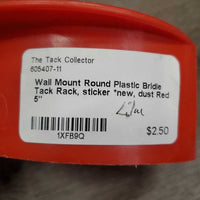 The Tack Collector
605407-11
Wall Mount Round Plastic Bridle
Tack Rack, sticker *new, dust Red
5"
$2.50
1XFB9Q